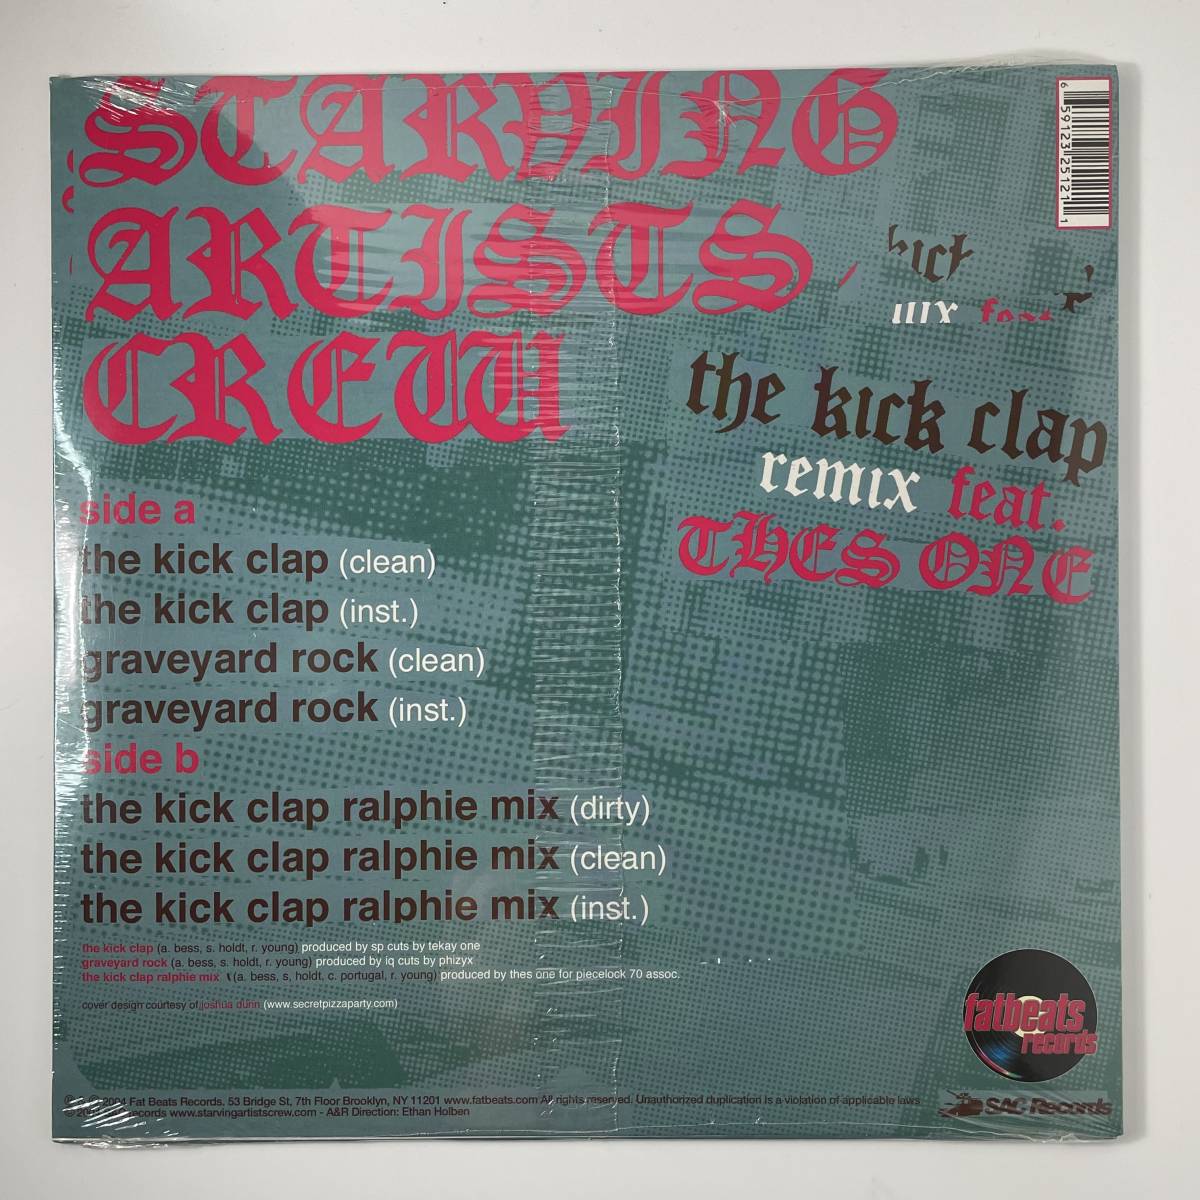 STARVING
ARTISTS
CREW
6 59123 25121 1
the kick clap
remix feat.
THES ONE
side a
the kick clap (clean)
the kick clap (inst.)
graveyard rock (clean)
graveyard rock (inst.)
side b
the kick clap ralphie mix (dirty)
the kick clap ralphie mix (clean)
the kick clap ralphie mix (inst.)
the kick clap (a. bess, s. holdt, r. young) produced by sp cuts by tekay one
graveyard rock (a. bess, s. holdt, r. young) produced by iq cuts by phizyx
the kick clap ralphie mix (a. bess, s, holdt, c. portugal, r. young) produced by thes one for piecelock 70 assoc.
cover design courtesy of joshua dunn (www.secretpizzaparty.com)
fatbeats
records
2004 Fat Beats Records. 53 Bridge St, 7th Floor Brooklyn, NY 11201 www.fatbeats.com All rights reserved. Unauthorized duplication is a violation of applicable laws
records www.starvingartistscrew.com - A&R Direction: Ethan Holben
SAC Records